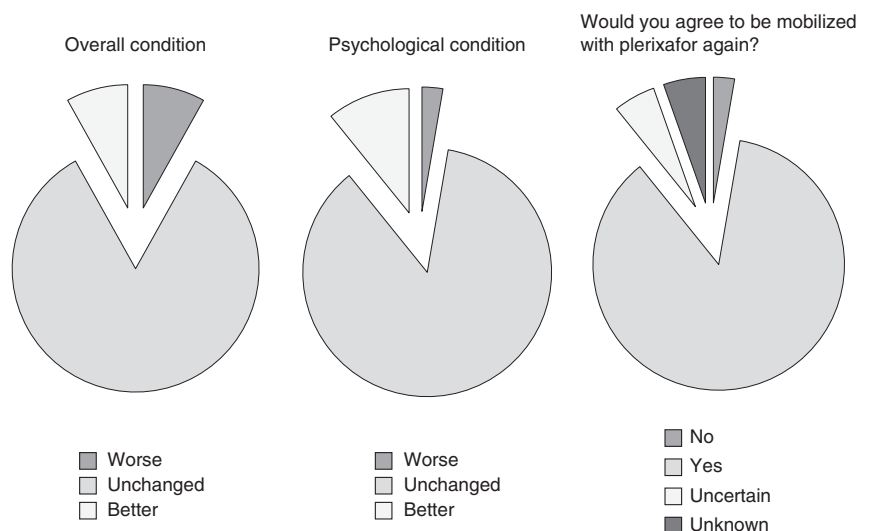 Overall condition
Psychological condition
Would you agree to be mobilized
with plerixafor again?
Worse
Unchanged
Better
Worse
Unchanged
Better
No
Yes
Uncertain
Unknown